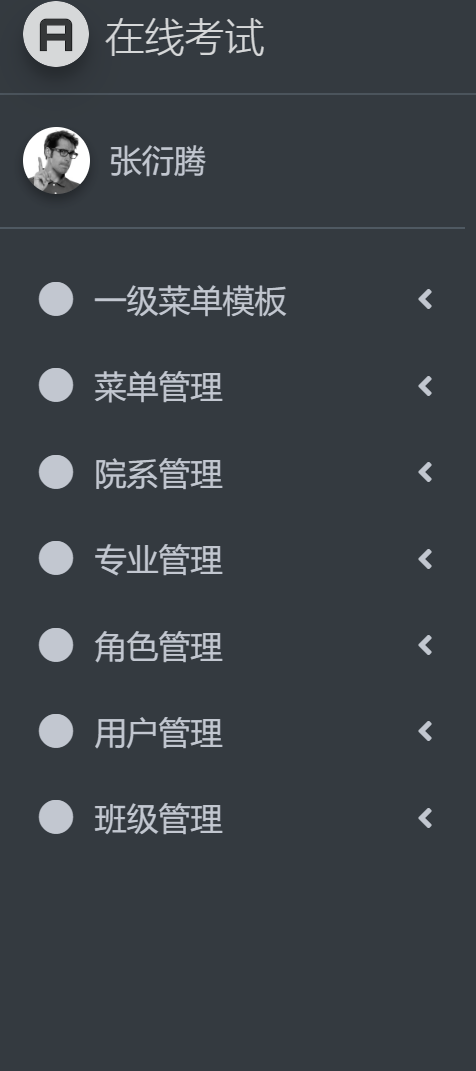 在线考试
张衍腾
一级菜单模板
菜单管理
院系管理
专业管理
角色管理
用户管理
班级管理